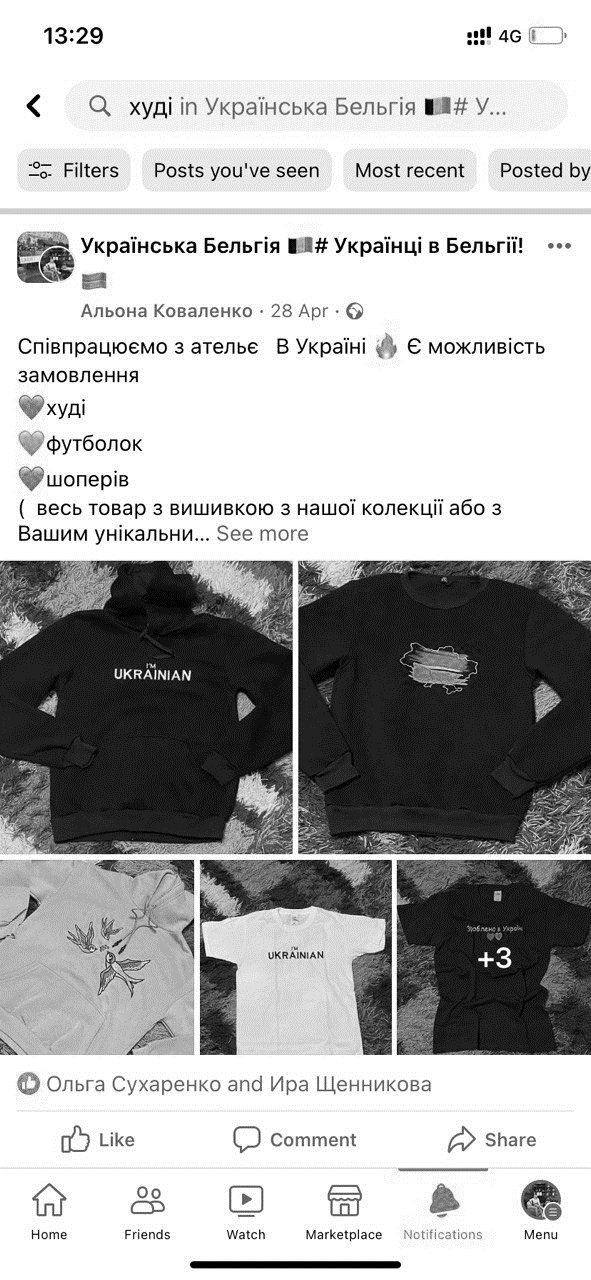 13:29
4G
худі in Українська Бельгія # У...
Filters
Posts you've seen
Most recent
Posted by
Українська Бельгія # Українці в Бельгії!
Альона Коваленко · 28 Apr ·
Співпрацюємо з ательє В Україні Є можливість
замовлення
худі
футболок
шоперів
( весь товар з вишивкою з нашої колекції або з
Вашим унікальни... See more
I'M
UKRAINIAN
I'M
UKRAINIAN
Зроблено в Україні
+3
Ольга Сухаренко and Ира Щенникова
Like
Comment
Share
Home
Friends
Watch
Marketplace
Notifications
Menu